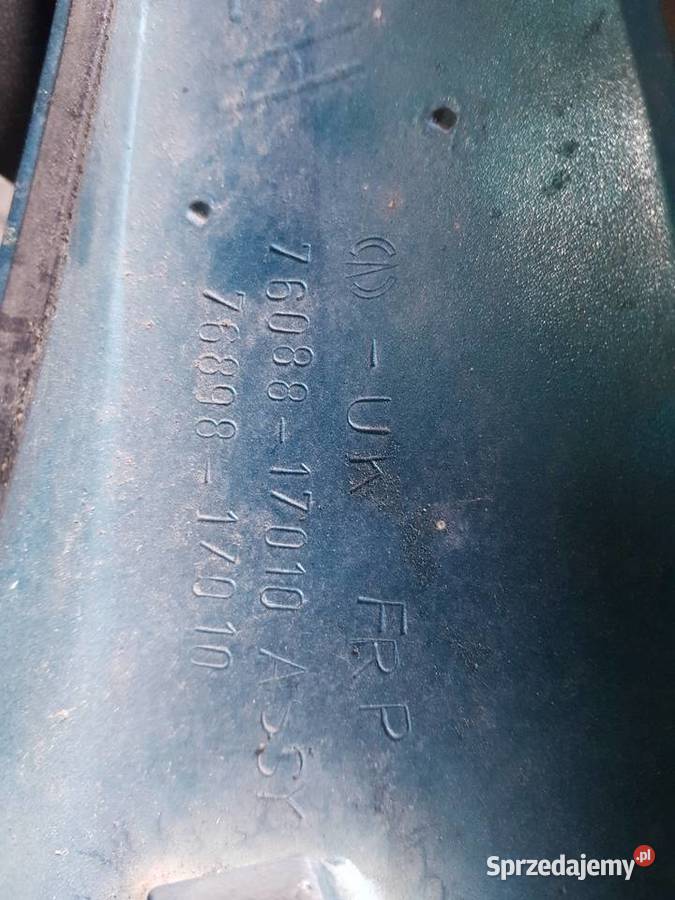 -UK FRP
76088-17010 ASSY
76898-17010
Sprzedajemy.pl